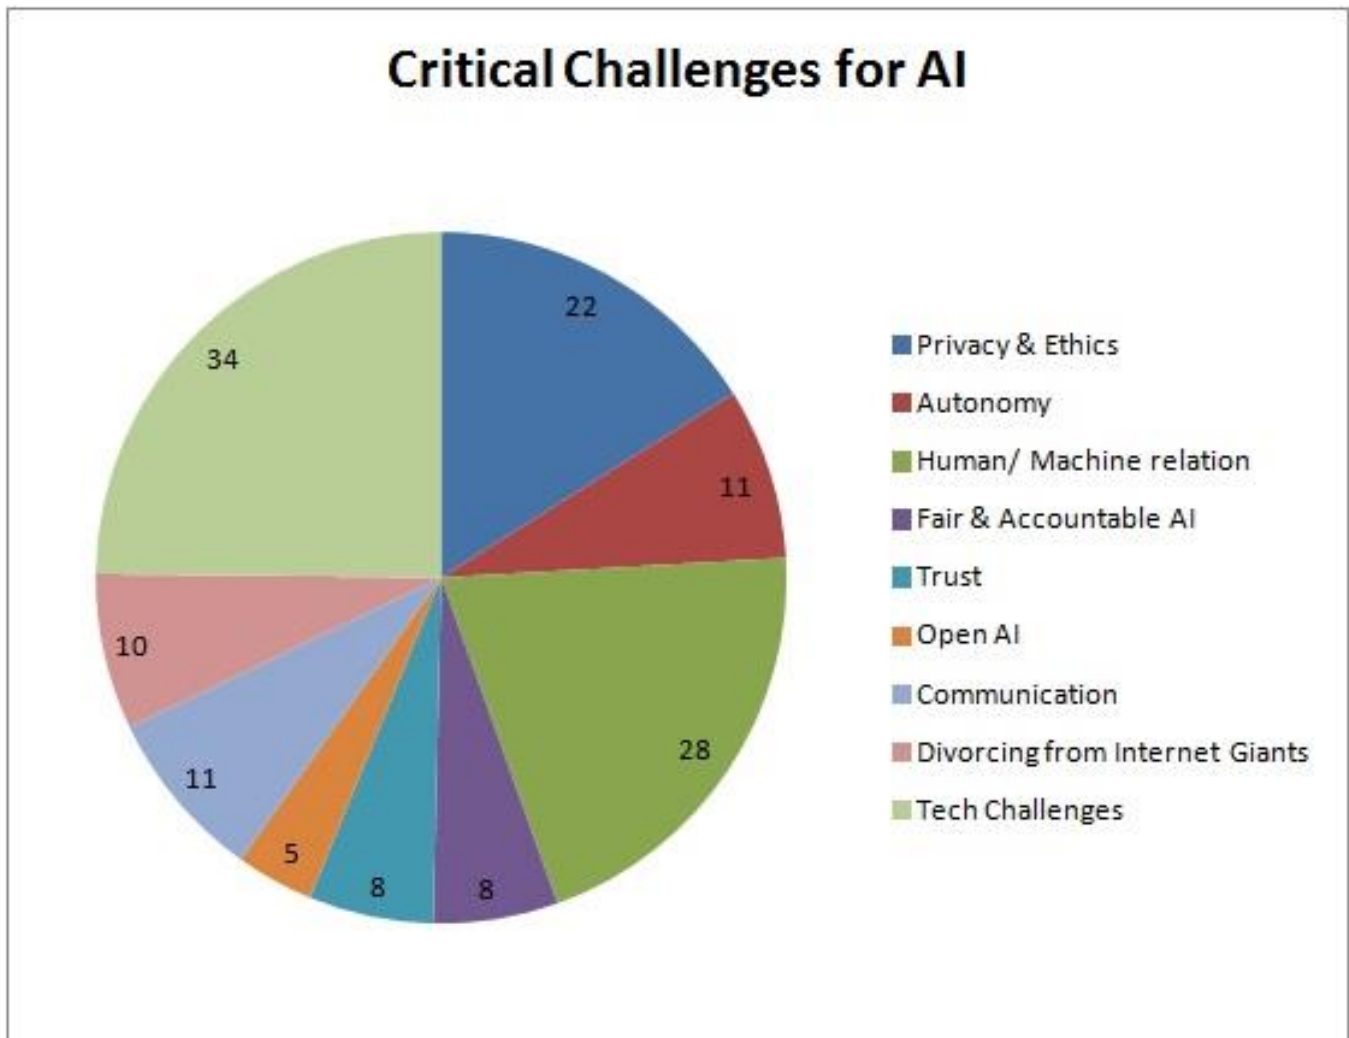 Critical Challenges for AI
22
34
11
28
10
11
5
8
8
Privacy & Ethics
Autonomy
Human/ Machine relation
Fair & Accountable AI
Trust
Open AI
Communication
Divorcing from Internet Giants
Tech Challenges